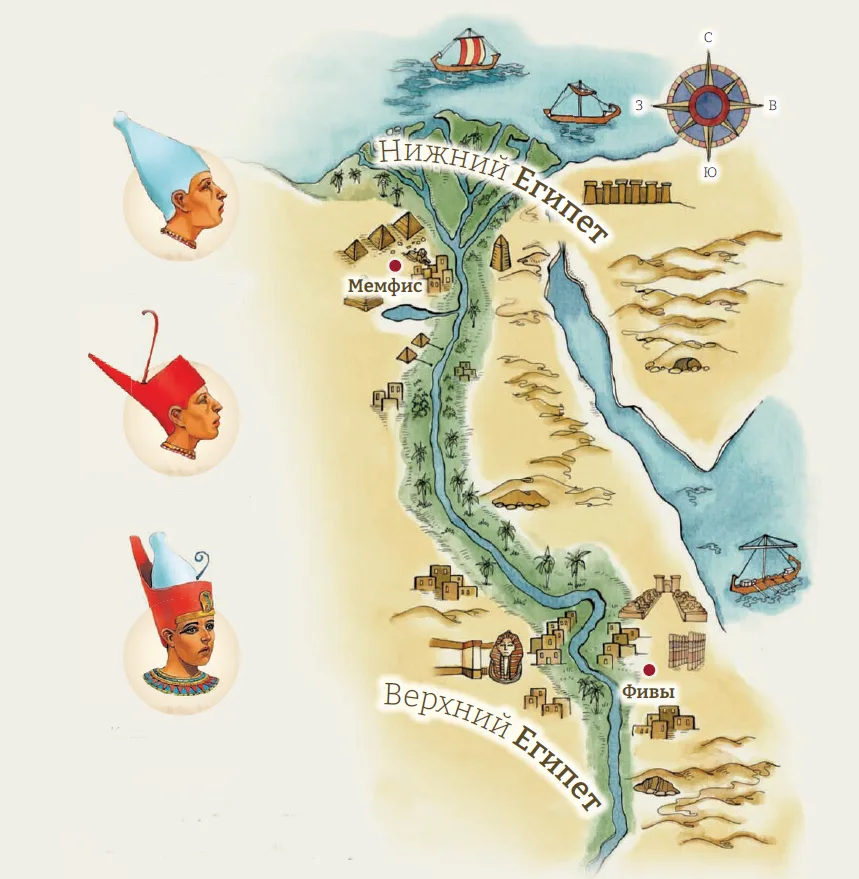 С
З
В
Ю
Нижний Египет
Мемфис
Фивы
Верхний Египет